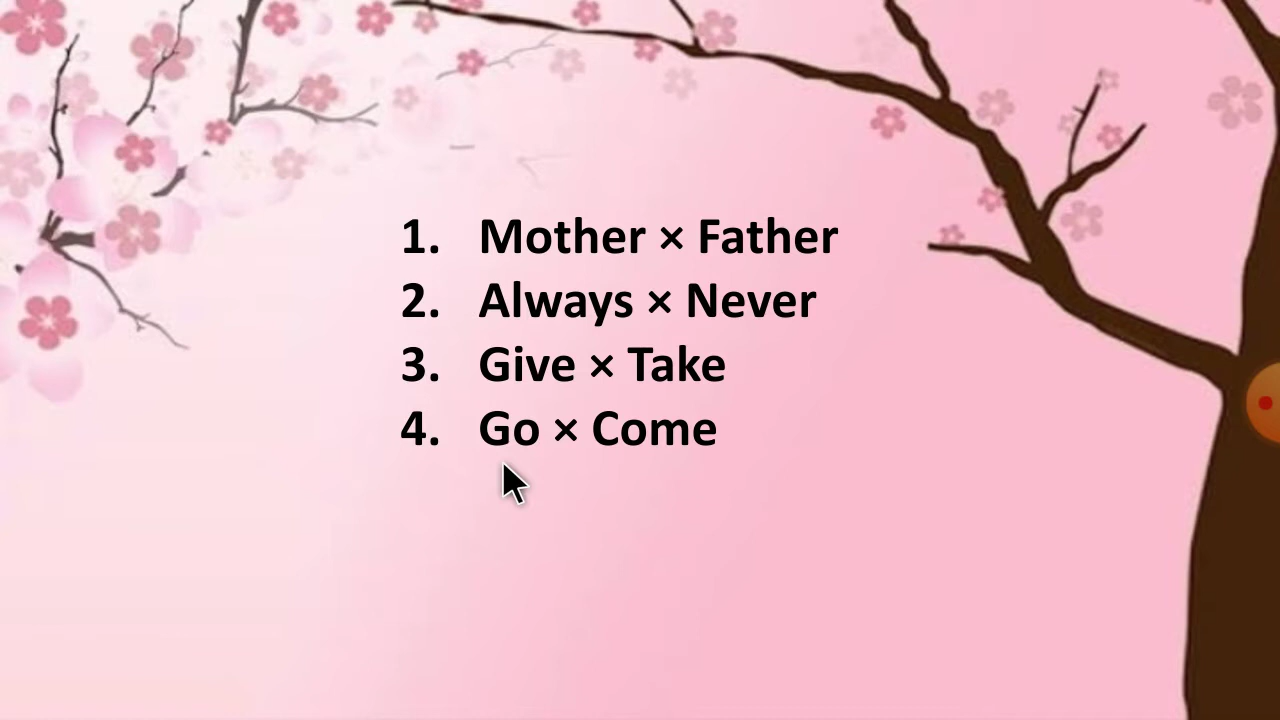 1. Mother × Father
2. Always × Never
3. Give × Take
4. Go × Come